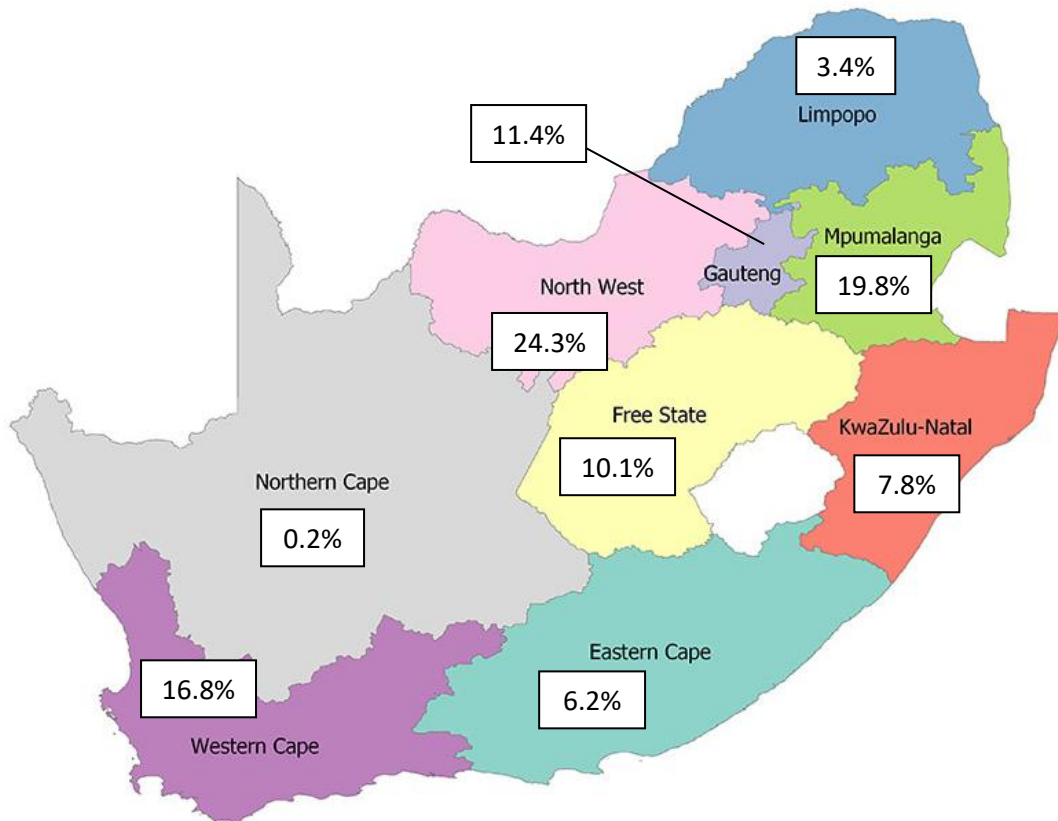 3.4%
Limpopo
11.4%
Mpumalanga
19.8%
Gauteng
North West
24.3%
Free State
10.1%
KwaZulu-Natal
7.8%
Northern Cape
0.2%
Eastern Cape
6.2%
16.8%
Western Cape